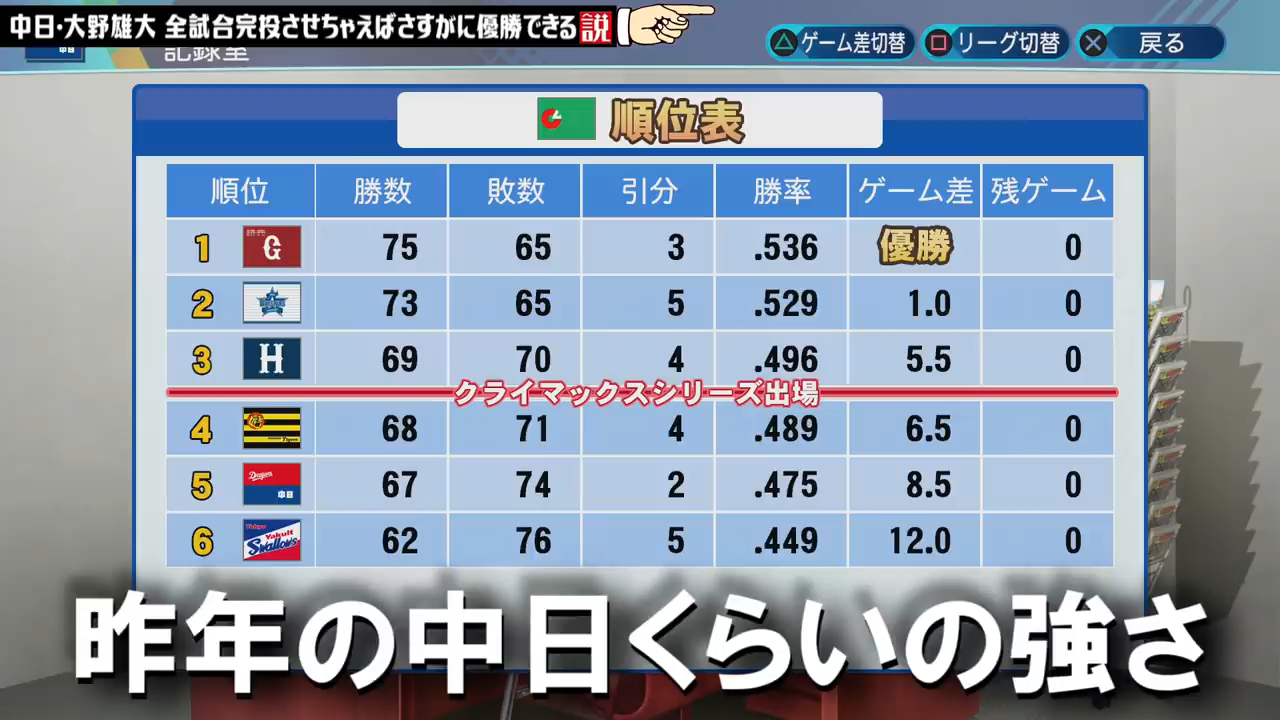 中日・大野雄大 全試合完投させちゃえばさすがに優勝できる説
記録室
△ゲーム差切替 □リーグ切替 ×戻る
順位表
順位 勝数 敗数 引分 勝率 ゲーム差 残ゲーム
1 G 75 65 3 .536 優勝 0
2 73 65 5 .529 1.0 0
3 H 69 70 4 .496 5.5 0
クライマックスシリーズ出場
4 Tigers 68 71 4 .489 6.5 0
5 Dragons 中日 67 74 2 .475 8.5 0
6 Yakult Swallows 62 76 5 .449 12.0 0
昨年の中日くらいの強さ